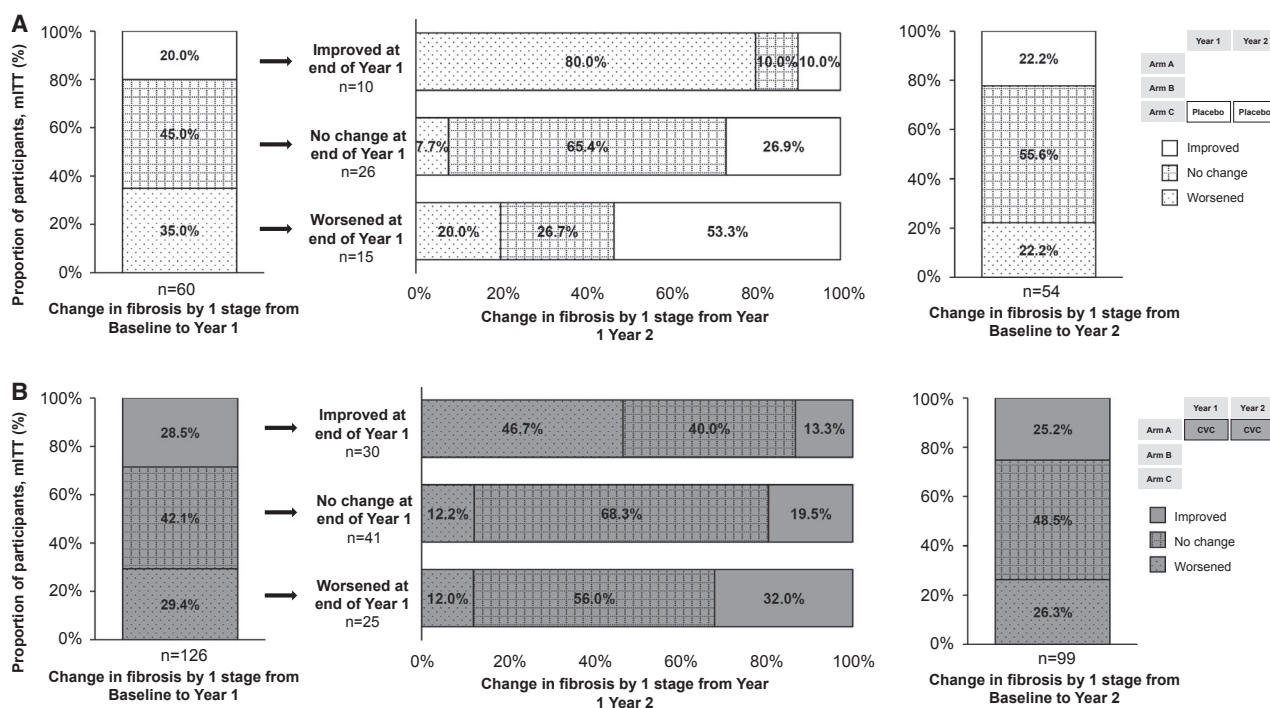 A
Proportion of participants, mITT (%)
100%
80%
60%
40%
20%
0%
20.0%
45.0%
35.0%
n=60
Change in fibrosis by 1 stage from
Baseline to Year 1
Improved at
end of Year 1
n=10
80.0%
10.0%
10.0%
No change at
end of Year 1
n=26
7.7%
65.4%
26.9%
Worsened at
end of Year 1
n=15
20.0%
26.7%
53.3%
0%
20%
40%
60%
80%
100%
Change in fibrosis by 1 stage from Year
1 Year 2
100%
80%
60%
40%
20%
0%
22.2%
55.6%
22.2%
n=54
Change in fibrosis by 1 stage from
Baseline to Year 2
Year 1 Year 2
Arm A
Arm B
Arm C Placebo Placebo
Improved
No change
Worsened
B
Proportion of participants, mITT (%)
100%
80%
60%
40%
20%
0%
28.5%
42.1%
29.4%
n=126
Change in fibrosis by 1 stage from
Baseline to Year 1
Improved at
end of Year 1
n=30
46.7%
40.0%
13.3%
No change at
end of Year 1
n=41
12.2%
68.3%
19.5%
Worsened at
end of Year 1
n=25
12.0%
56.0%
32.0%
0%
20%
40%
60%
80%
100%
Change in fibrosis by 1 stage from Year
1 Year 2
100%
80%
60%
40%
20%
0%
25.2%
48.5%
26.3%
n=99
Change in fibrosis by 1 stage from
Baseline to Year 2
Year 1 Year 2
Arm A CVC CVC
Arm B
Arm C
Improved
No change
Worsened